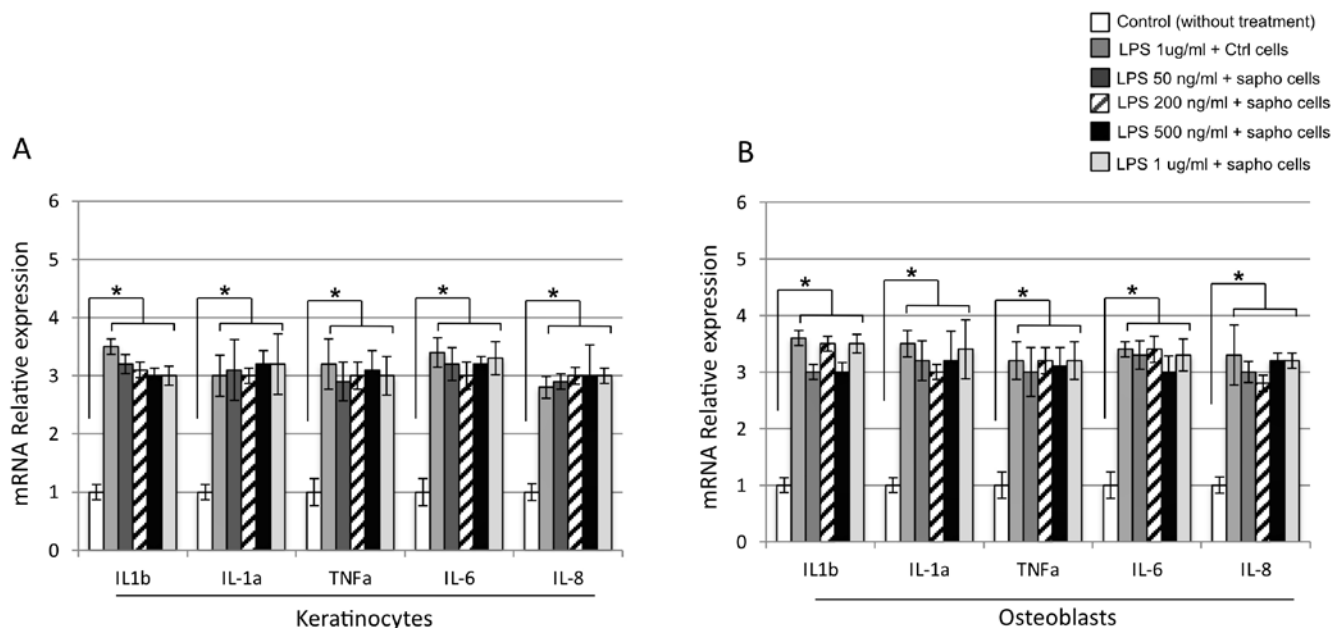 Control (without treatment)
LPS 1ug/ml + Ctrl cells
LPS 50 ng/ml + sapho cells
LPS 200 ng/ml + sapho cells
LPS 500 ng/ml + sapho cells
LPS 1 ug/ml + sapho cells
A
mRNA Relative expression
6
5
4
3
2
1
0
* * * * *
IL1b IL-1a TNFa IL-6 IL-8
Keratinocytes
B
mRNA Relative expression
6
5
4
3
2
1
0
* * * * *
IL1b IL-1a TNFa IL-6 IL-8
Osteoblasts